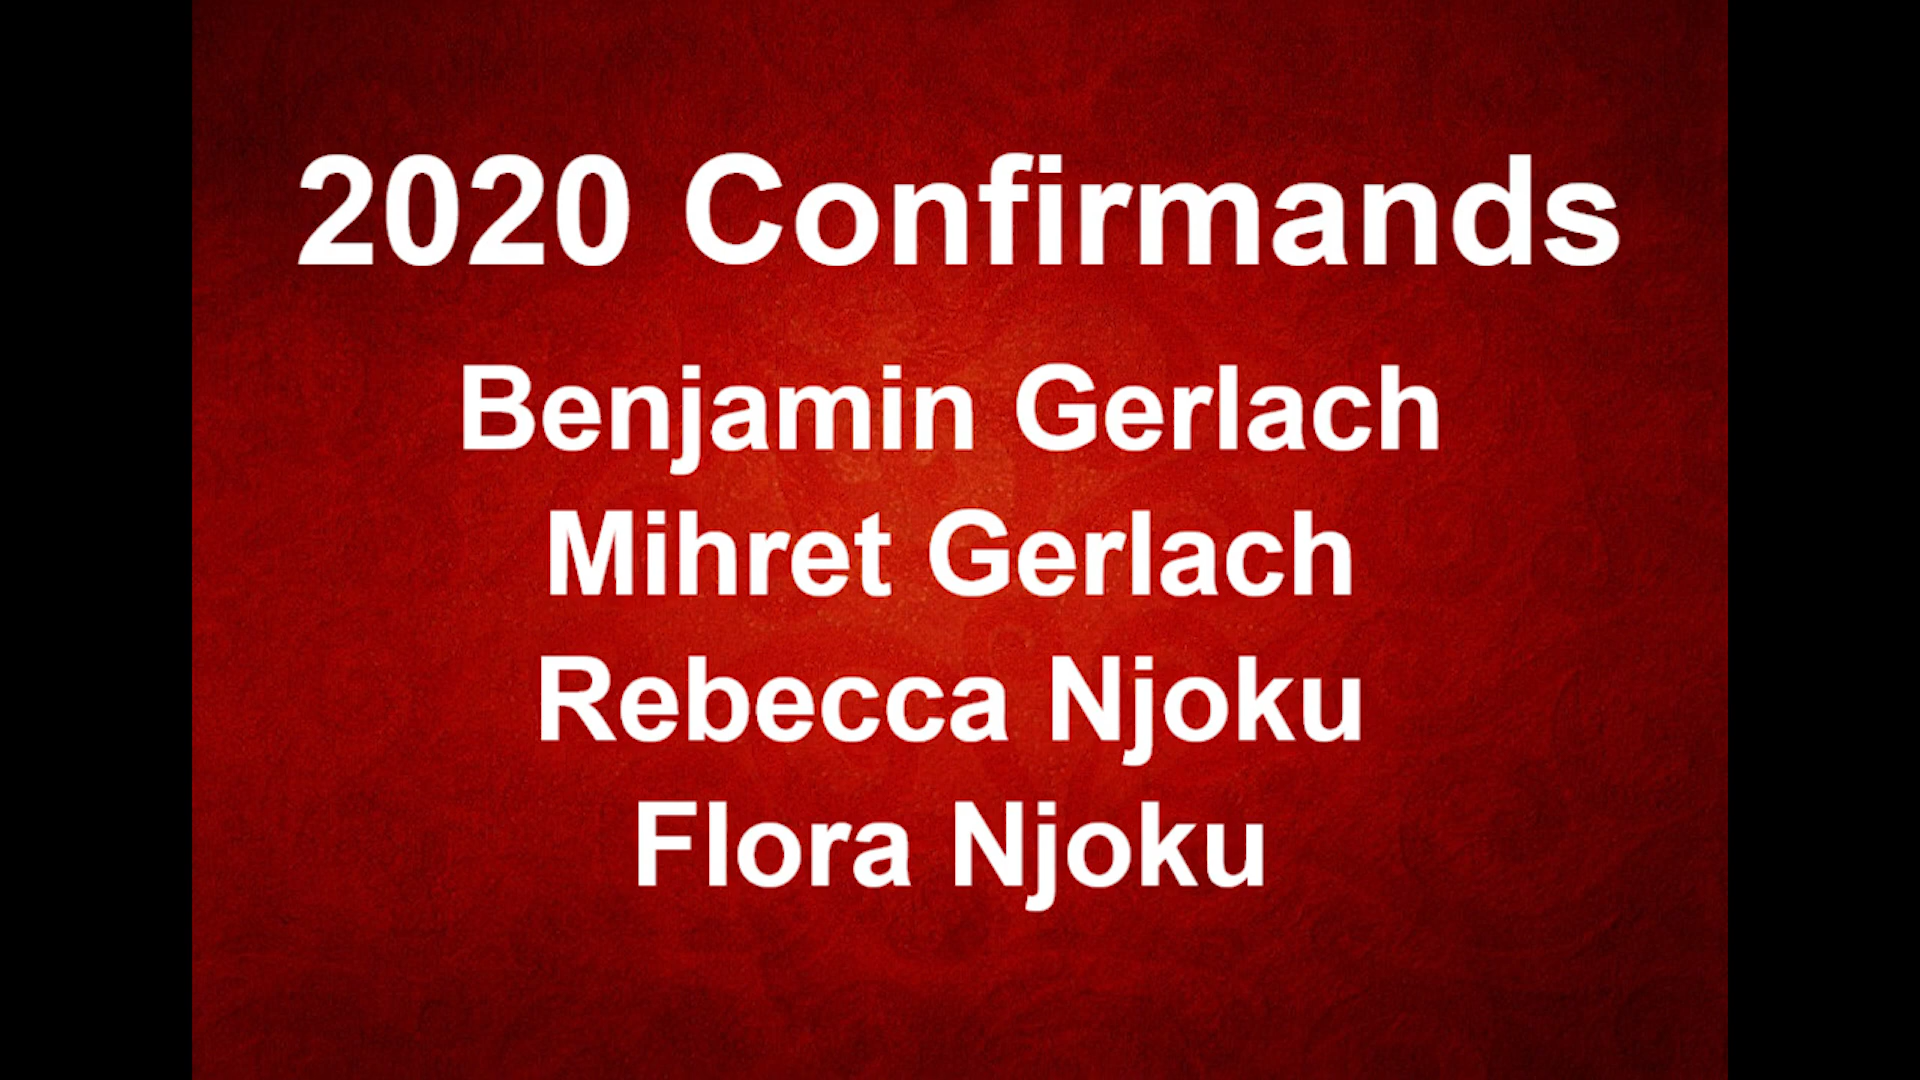 2020 Confirmands
Benjamin Gerlach
Mihret Gerlach
Rebecca Njoku
Flora Njoku